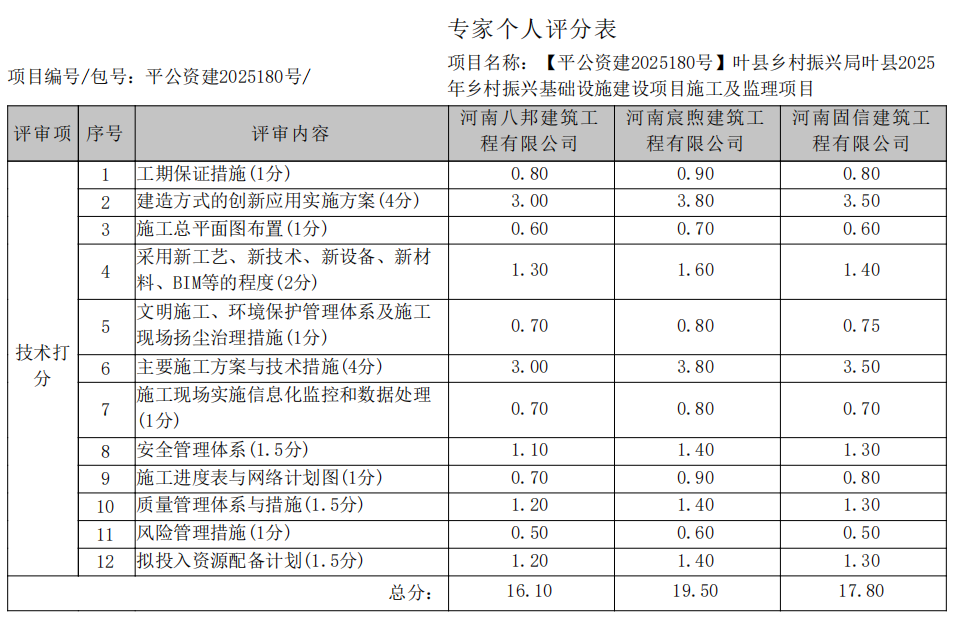 专家个人评分表
项目编号/包号：平公资建2025180号/
项目名称：【平公资建2025180号】叶县乡村振兴局叶县2025
年乡村振兴基础设施建设项目施工及监理项目
评审项 序号 评审内容 河南八邦建筑工 河南宸煦建筑工 河南固信建筑工
程有限公司 程有限公司 程有限公司
技术打
分
1 工期保证措施(1分) 0.80 0.90 0.80
2 建造方式的创新应用实施方案(4分) 3.00 3.80 3.50
3 施工总平面图布置(1分) 0.60 0.70 0.60
4 采用新工艺、新技术、新设备、新材
料、BIM等的程度(2分) 1.30 1.60 1.40
5 文明施工、环境保护管理体系及施工
现场扬尘治理措施(1分) 0.70 0.80 0.75
6 主要施工方案与技术措施(4分) 3.00 3.80 3.50
7 施工现场实施信息化监控和数据处理
(1分) 0.70 0.80 0.70
8 安全管理体系(1.5分) 1.10 1.40 1.30
9 施工进度表与网络计划图(1分) 0.70 0.90 0.80
10 质量管理体系与措施(1.5分) 1.20 1.40 1.30
11 风险管理措施(1分) 0.50 0.60 0.50
12 拟投入资源配备计划(1.5分) 1.20 1.40 1.30
总分： 16.10 19.50 17.80